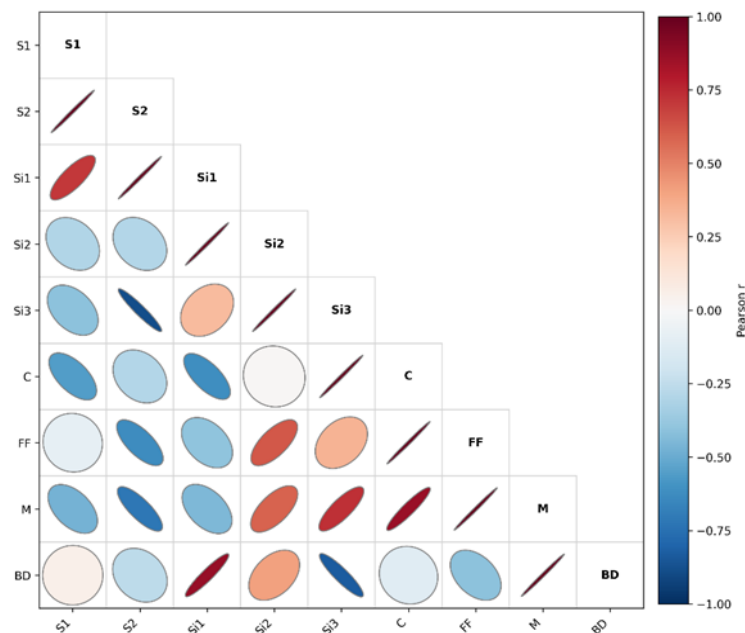 1.00
S1 S1
0.75
S2 S2
Si1 Si1
0.50
Si2 Si2
0.25
Si3 Si3
0.00
Pearson r
C C
−0.25
FF FF
−0.50
M M
−0.75
BD BD
−1.00
S1 S2 Si1 Si2 Si3 C FF M BD